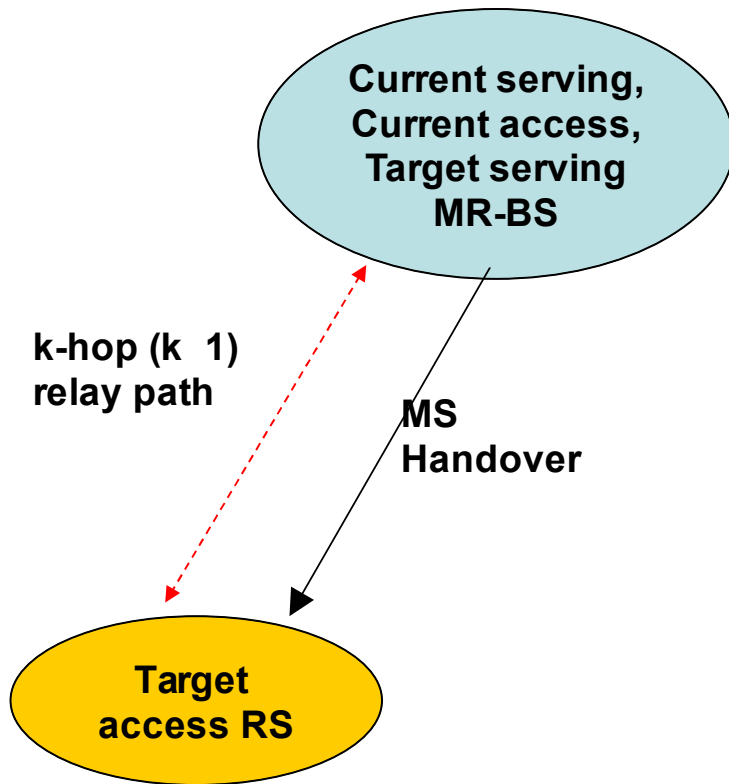 Current serving,
Current access,
Target serving
MR-BS
k-hop (k 1)
relay path
MS
Handover
Target
access RS